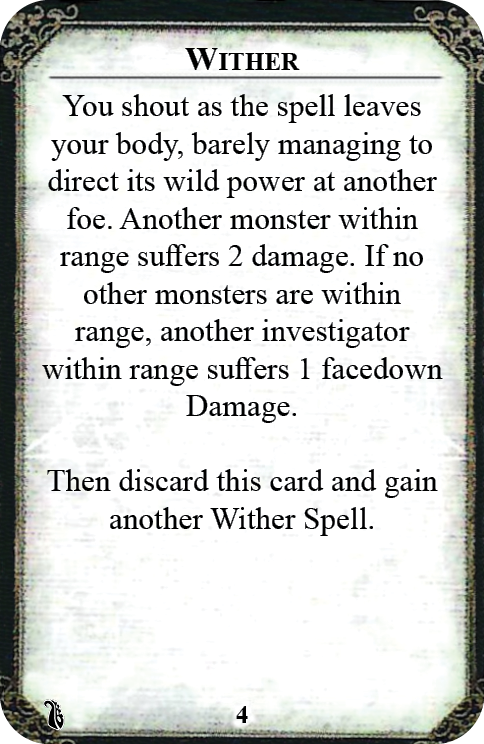 WITHER
You shout as the spell leaves
your body, barely managing to
direct its wild power at another
foe. Another monster within
range suffers 2 damage. If no
other monsters are within
range, another investigator
within range suffers 1 facedown
Damage.
Then discard this card and gain
another Wither Spell.
4